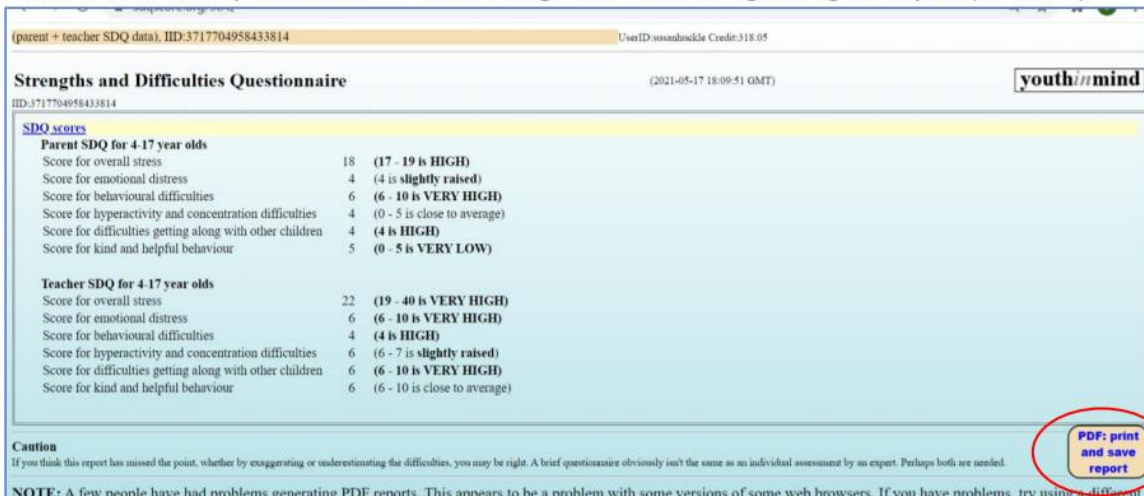 (parent + teacher SDQ data), IID:3717704958433814 UserID:susanhuckle Credit:318.05
Strengths and Difficulties Questionnaire (2021-05-17 18:09:51 GMT) youthinmind
IID:3717704958433814
SDQ scores
Parent SDQ for 4-17 year olds
Score for overall stress 18 (17 - 19 is HIGH)
Score for emotional distress 4 (4 is slightly raised)
Score for behavioural difficulties 6 (6 - 10 is VERY HIGH)
Score for hyperactivity and concentration difficulties 4 (0 - 5 is close to average)
Score for difficulties getting along with other children 4 (4 is HIGH)
Score for kind and helpful behaviour 5 (0 - 5 is VERY LOW)
Teacher SDQ for 4-17 year olds
Score for overall stress 22 (19 - 40 is VERY HIGH)
Score for emotional distress 6 (6 - 10 is VERY HIGH)
Score for behavioural difficulties 4 (4 is HIGH)
Score for hyperactivity and concentration difficulties 6 (6 - 7 is slightly raised)
Score for difficulties getting along with other children 6 (6 - 10 is VERY HIGH)
Score for kind and helpful behaviour 6 (6 - 10 is close to average)
PDF: print
and save
report
Caution
If you think this report has missed the point, whether by exaggerating or underestimating the difficulties, you may be right. A brief questionnaire obviously isn't the same as an individual assessment by an expert. Perhaps both are needed.
NOTE: A few people have had problems generating PDF reports. This appears to be a problem with some versions of some web browsers. If you have problems, try using a different